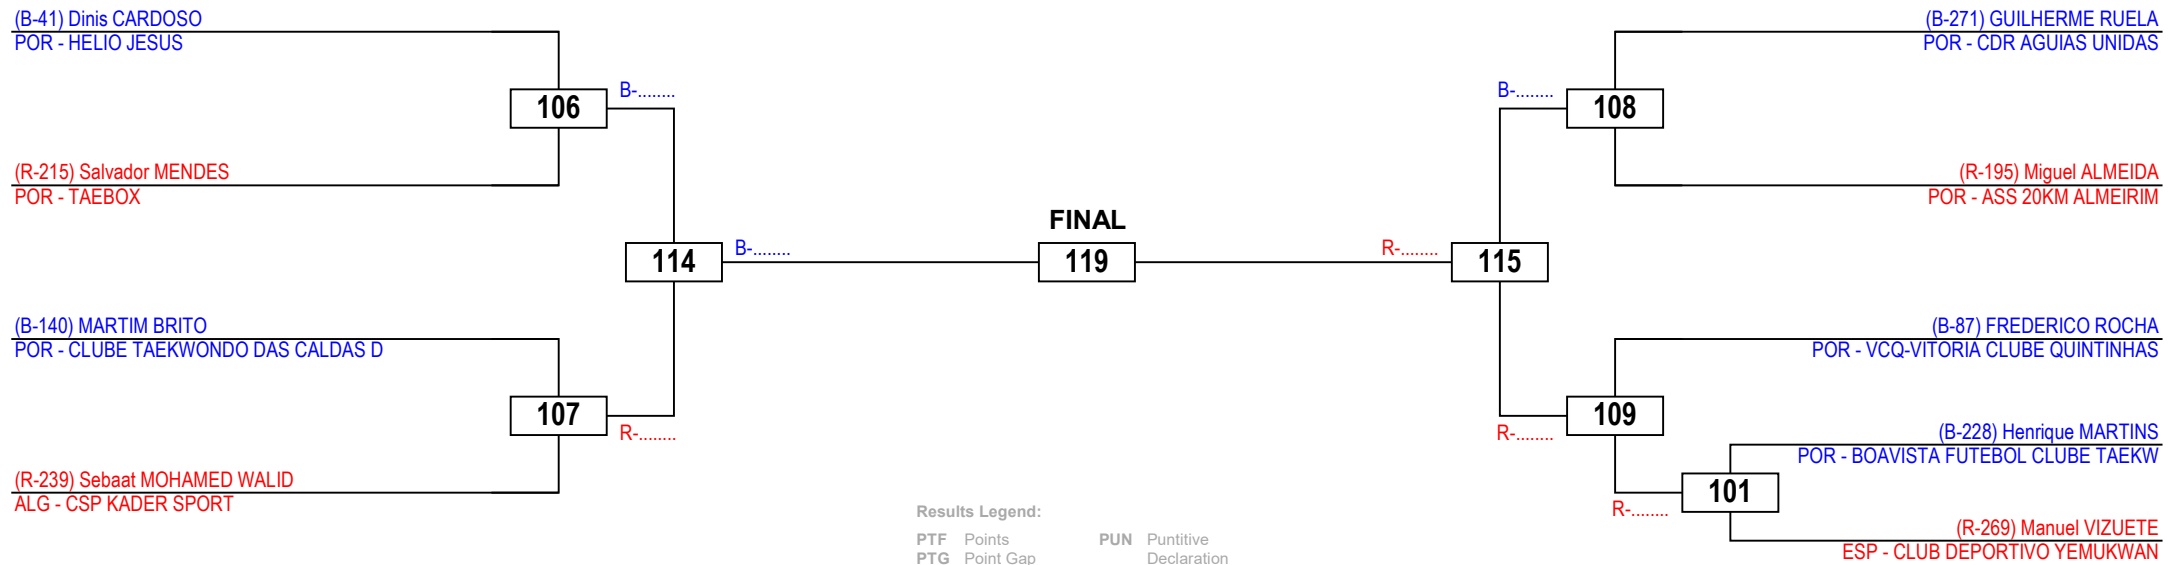 (B-41) Dinis CARDOSO
POR - HELIO JESUS
106
B-........
(R-215) Salvador MENDES
POR - TAEBOX
114
B-........
(B-140) MARTIM BRITO
POR - CLUBE TAEKWONDO DAS CALDAS D
107
R-........
(R-239) Sebaat MOHAMED WALID
ALG - CSP KADER SPORT
FINAL
119
(B-271) GUILHERME RUELA
POR - CDR AGUIAS UNIDAS
B-........
108
(R-195) Miguel ALMEIDA
POR - ASS 20KM ALMEIRIM
R-........
115
(B-87) FREDERICO ROCHA
POR - VCQ-VITORIA CLUBE QUINTINHAS
109
R-........
(B-228) Henrique MARTINS
POR - BOAVISTA FUTEBOL CLUBE TAEKW
101
R-........
(R-269) Manuel VIZUETE
ESP - CLUB DEPORTIVO YEMUKWAN
Results Legend:
PTF Points
PTG Point Gap
PUN Puntitive
Declaration